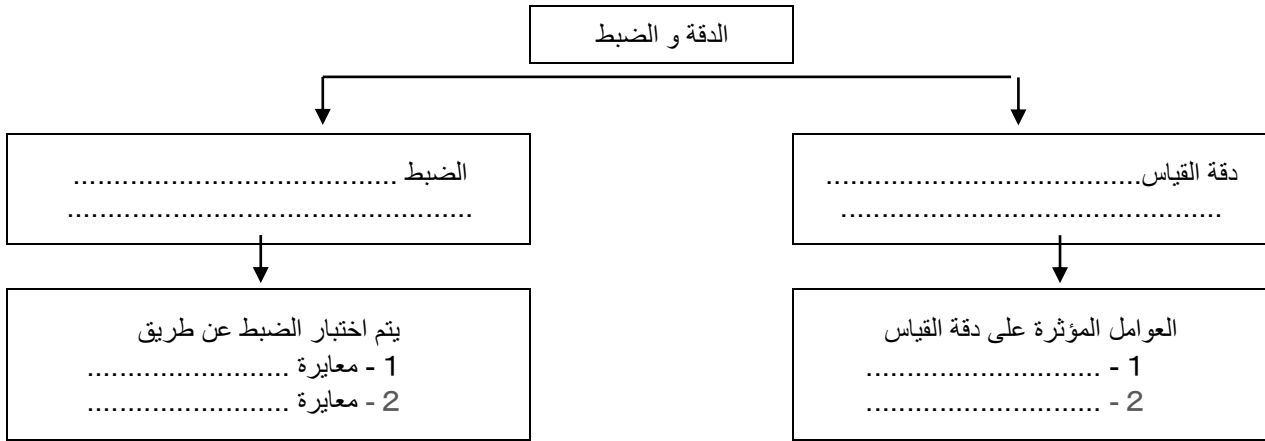 الدقة و الضبط
دقة القياس.....................................
..............................................
الضبط .......................................
.................................................
العوامل المؤثرة على دقة القياس
1 - ............................
2 - ............................
يتم اختبار الضبط عن طريق
1 - معايرة ........................
2 - معايرة ........................